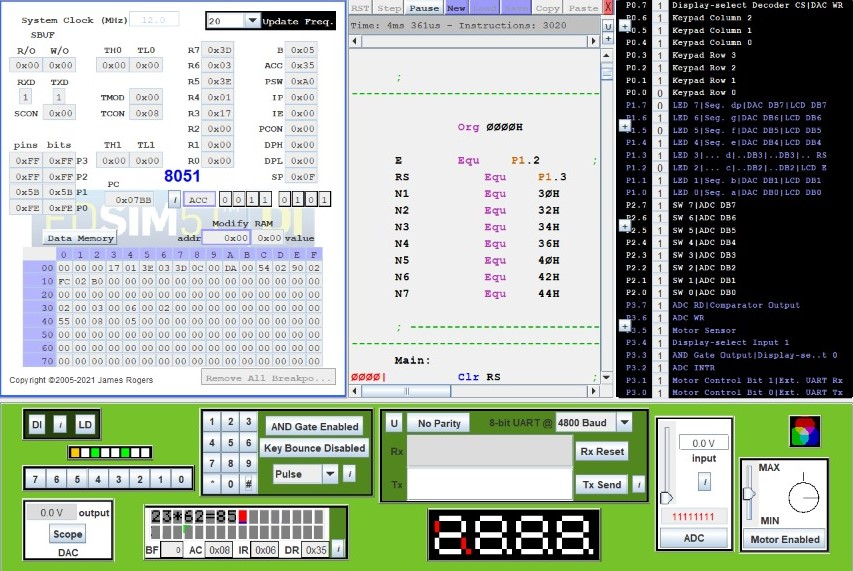 System Clock (MHz) 12.0 20 Update Freq.
SBUF
R/O W/O TH0 TL0 R7 0x3D B 0x05
0x00 0x00 0x00 0x00 R6 0x03 ACC 0x35
RXD TXD R5 0x3E PSW 0xA0
1 1 TMOD 0x00 R4 0x01 IP 0x00
SCON 0x00 TCON 0x08 R3 0x17 IE 0x00
R2 0x00 PCON 0x00
pins bits TH1 TL1 R1 0x00 DPH 0x00
0xFF 0xFF P3 0x00 0x00 R0 0x00 DPL 0x00
0xFF 0xFF P2 8051 SP 0x0F
0x5B 0x5B P1 PC
0xFE 0xFE P0 0x07BB i ACC 0 0 1 1 0 1 0 1
Modify RAM
Data Memory addr 0x00 0x00 value
0 1 2 3 4 5 6 7 8 9 A B C D E F
00 00 00 00 17 01 3E 03 3D 0C 00 DA 00 54 02 90 02
10 FC 02 B0 00 00 00 00 00 00 00 00 00 00 00 00 00
20 00 00 00 00 00 00 00 00 00 00 00 00 00 00 00 00
30 02 00 03 00 06 00 02 00 00 00 00 00 00 00 00 00
40 55 00 08 00 05 00 00 00 00 00 00 00 00 00 00 00
50 00 00 00 00 00 00 00 00 00 00 00 00 00 00 00 00
60 00 00 00 00 00 00 00 00 00 00 00 00 00 00 00 00
70 00 00 00 00 00 00 00 00 00 00 00 00 00 00 00 00
Copyright ©2005-2021 James Rogers Remove All Breakpo...
RST Step Pause New Copy Paste X
Time: 4ms 361us - Instructions: 3020
;
Org 0000H
E Equ P1.2 ;
RS Equ P1.3
N1 Equ 30H
N2 Equ 32H
N3 Equ 34H
N4 Equ 36H
N5 Equ 40H
N6 Equ 42H
N7 Equ 44H
; ------------------
Main:
0000| Clr RS ;
P0.7 1 Display-select Decoder CS|DAC WR
P0.6 1 Keypad Column 2
P0.5 1 Keypad Column 1
P0.4 1 Keypad Column 0
P0.3 1 Keypad Row 3
P0.2 1 Keypad Row 2
P0.1 1 Keypad Row 1
P0.0 0 Keypad Row 0
P1.7 0 LED 7|Seg. dp|DAC DB7|LCD DB7
P1.6 1 LED 6|Seg. g|DAC DB6|LCD DB6
P1.5 0 LED 5|Seg. f|DAC DB5|LCD DB5
P1.4 1 LED 4|Seg. e|DAC DB4|LCD DB4
P1.3 1 LED 3|... d|..DB3|..DB3|.. RS
P1.2 0 LED 2|... c|..DB2|..DB2|LCD E
P1.1 1 LED 1|Seg. b|DAC DB1|LCD DB1
P1.0 1 LED 0|Seg. a|DAC DB0|LCD DB0
P2.7 1 SW 7|ADC DB7
P2.6 1 SW 6|ADC DB6
P2.5 1 SW 5|ADC DB5
P2.4 1 SW 4|ADC DB4
P2.3 1 SW 3|ADC DB3
P2.2 1 SW 2|ADC DB2
P2.1 1 SW 1|ADC DB1
P2.0 1 SW 0|ADC DB0
P3.7 1 ADC RD|Comparator Output
P3.6 1 ADC WR
P3.5 1 Motor Sensor
P3.4 1 Display-select Input 1
P3.3 1 AND Gate Output|Display-se..t 0
P3.2 1 ADC INTR
P3.1 1 Motor Control Bit 1|Ext. UART Rx
P3.0 1 Motor Control Bit 0|Ext. UART Tx
DI i LD
7 6 5 4 3 2 1 0
0.0 V output
Scope
DAC
1 2 3 AND Gate Enabled
4 5 6 Key Bounce Disabled
7 8 9 Pulse i
* 0 #
23*62=85
BF 0 AC 0x08 IR 0x06 DR 0x35 i
U No Parity 8-bit UART @ 4800 Baud
Rx Rx Reset
Tx Tx Send i
0.0 V
input
i
11111111
ADC
MAX
MIN
Motor Enabled